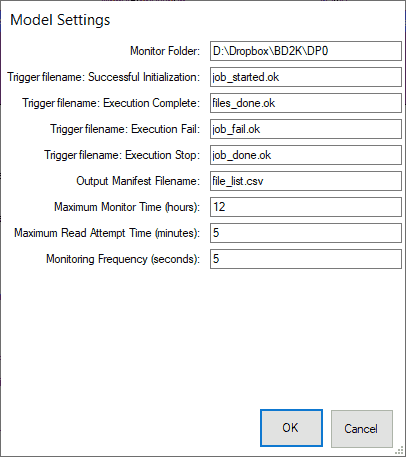 Model Settings
Monitor Folder: D:\Dropbox\BD2K\DP0
Trigger filename: Successful Initialization: job_started.ok
Trigger filename: Execution Complete: files_done.ok
Trigger filename: Execution Fail: job_fail.ok
Trigger filename: Execution Stop: job_done.ok
Output Manifest Filename: file_list.csv
Maximum Monitor Time (hours): 12
Maximum Read Attempt Time (minutes): 5
Monitoring Frequency (seconds): 5
OK Cancel